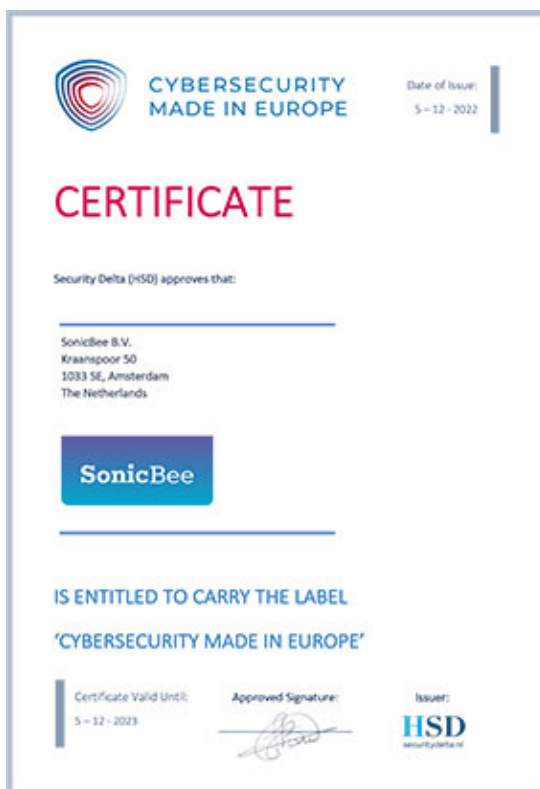 CYBERSECURITY
MADE IN EUROPE
Date of Issue:
5 – 12 - 2022
CERTIFICATE
Security Delta (HSD) approves that:
SonicBee B.V.
Kraanspoor 50
1033 SE, Amsterdam
The Netherlands
SonicBee
IS ENTITLED TO CARRY THE LABEL
‘CYBERSECURITY MADE IN EUROPE’
Certificate Valid Until:
5 – 12 - 2023
Approved Signature:
Issuer:
HSD
securitydelta.nl